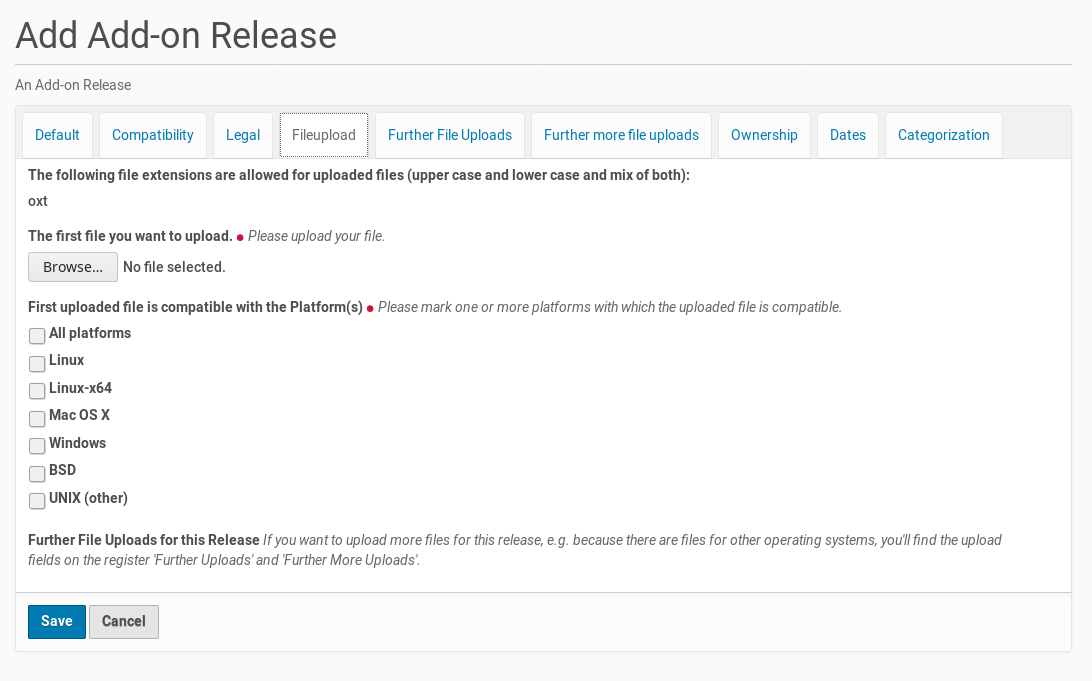 Add Add-on Release
An Add-on Release
Default Compatibility Legal Fileupload Further File Uploads Further more file uploads Ownership Dates Categorization
The following file extensions are allowed for uploaded files (upper case and lower case and mix of both):
oxt
The first file you want to upload. Please upload your file.
Browse... No file selected.
First uploaded file is compatible with the Platform(s) Please mark one or more platforms with which the uploaded file is compatible.
All platforms
Linux
Linux-x64
Mac OS X
Windows
BSD
UNIX (other)
Further File Uploads for this Release If you want to upload more files for this release, e.g. because there are files for other operating systems, you'll find the upload
fields on the register 'Further Uploads' and 'Further More Uploads'.
Save Cancel